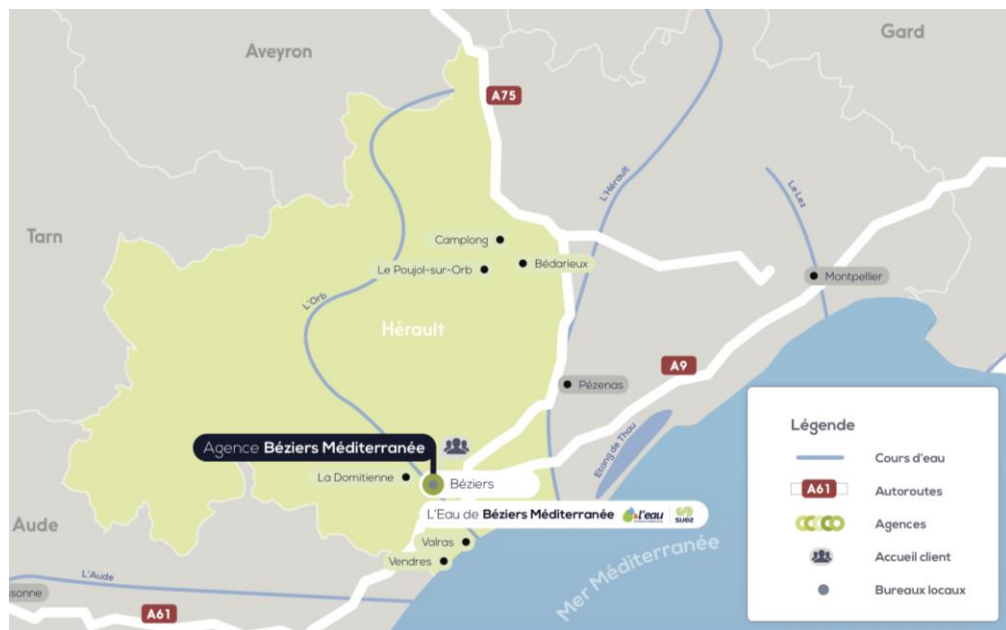 Aveyron
Gard
A75
L'Hérault
Le Lez
Tarn
Camplong
Le Poujol-sur-Orb
Bédarieux
Montpellier
L'Orb
Hérault
A9
Pézenas
Agence Béziers Méditerranée
Etang de Thau
La Domitienne
Béziers
L'Eau de Béziers Méditerranée l'eau suez
Aude
Valras
Vendres
Mer Méditerranée
L'Aude
ssonne
A61
Légende
Cours d'eau
A61 Autoroutes
Agences
Accueil client
Bureaux locaux